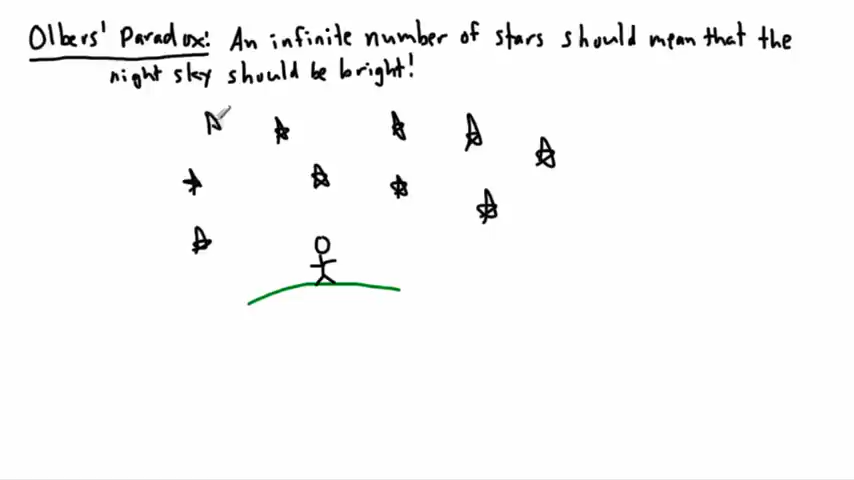 Olbers' Paradox: An infinite number of stars should mean that the
night sky should be bright!